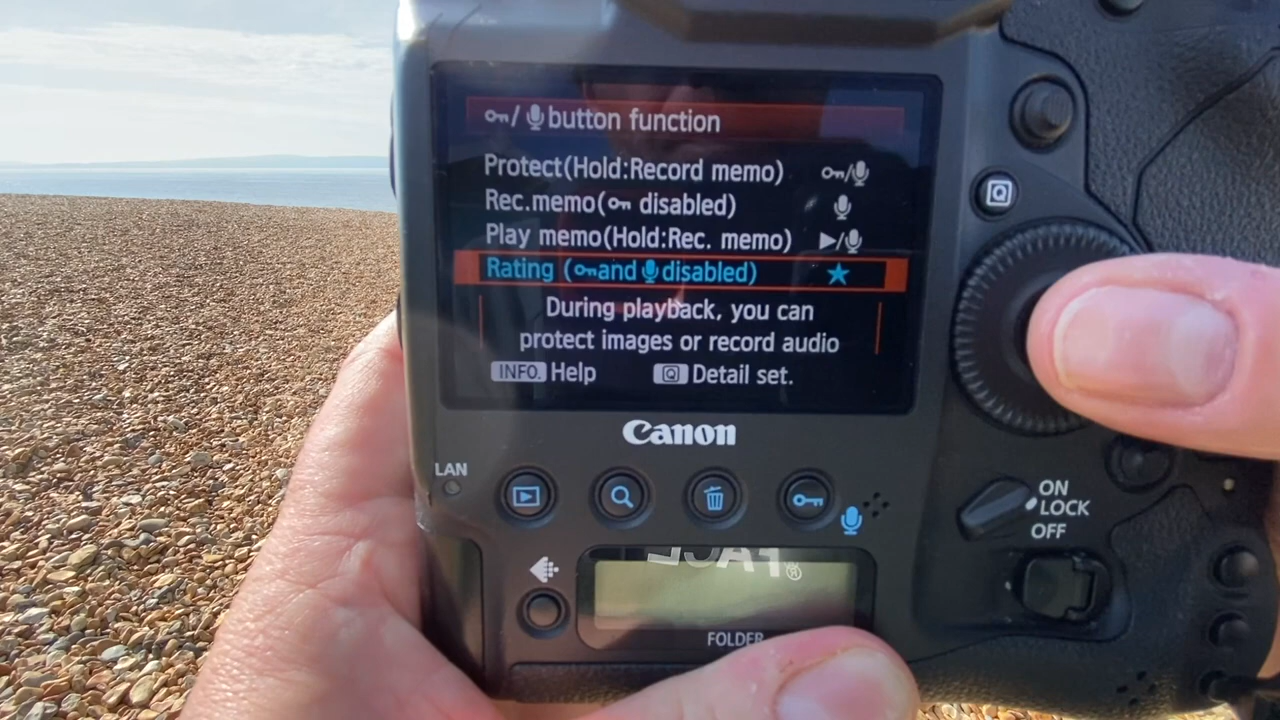 / button function
Protect(Hold:Record memo) /
Rec.memo( disabled)
Play memo(Hold:Rec. memo) /
Rating ( and disabled)
During playback, you can
protect images or record audio
INFO. Help Q Detail set.
Canon
LAN
Q
ON
LOCK
OFF
FOLDER